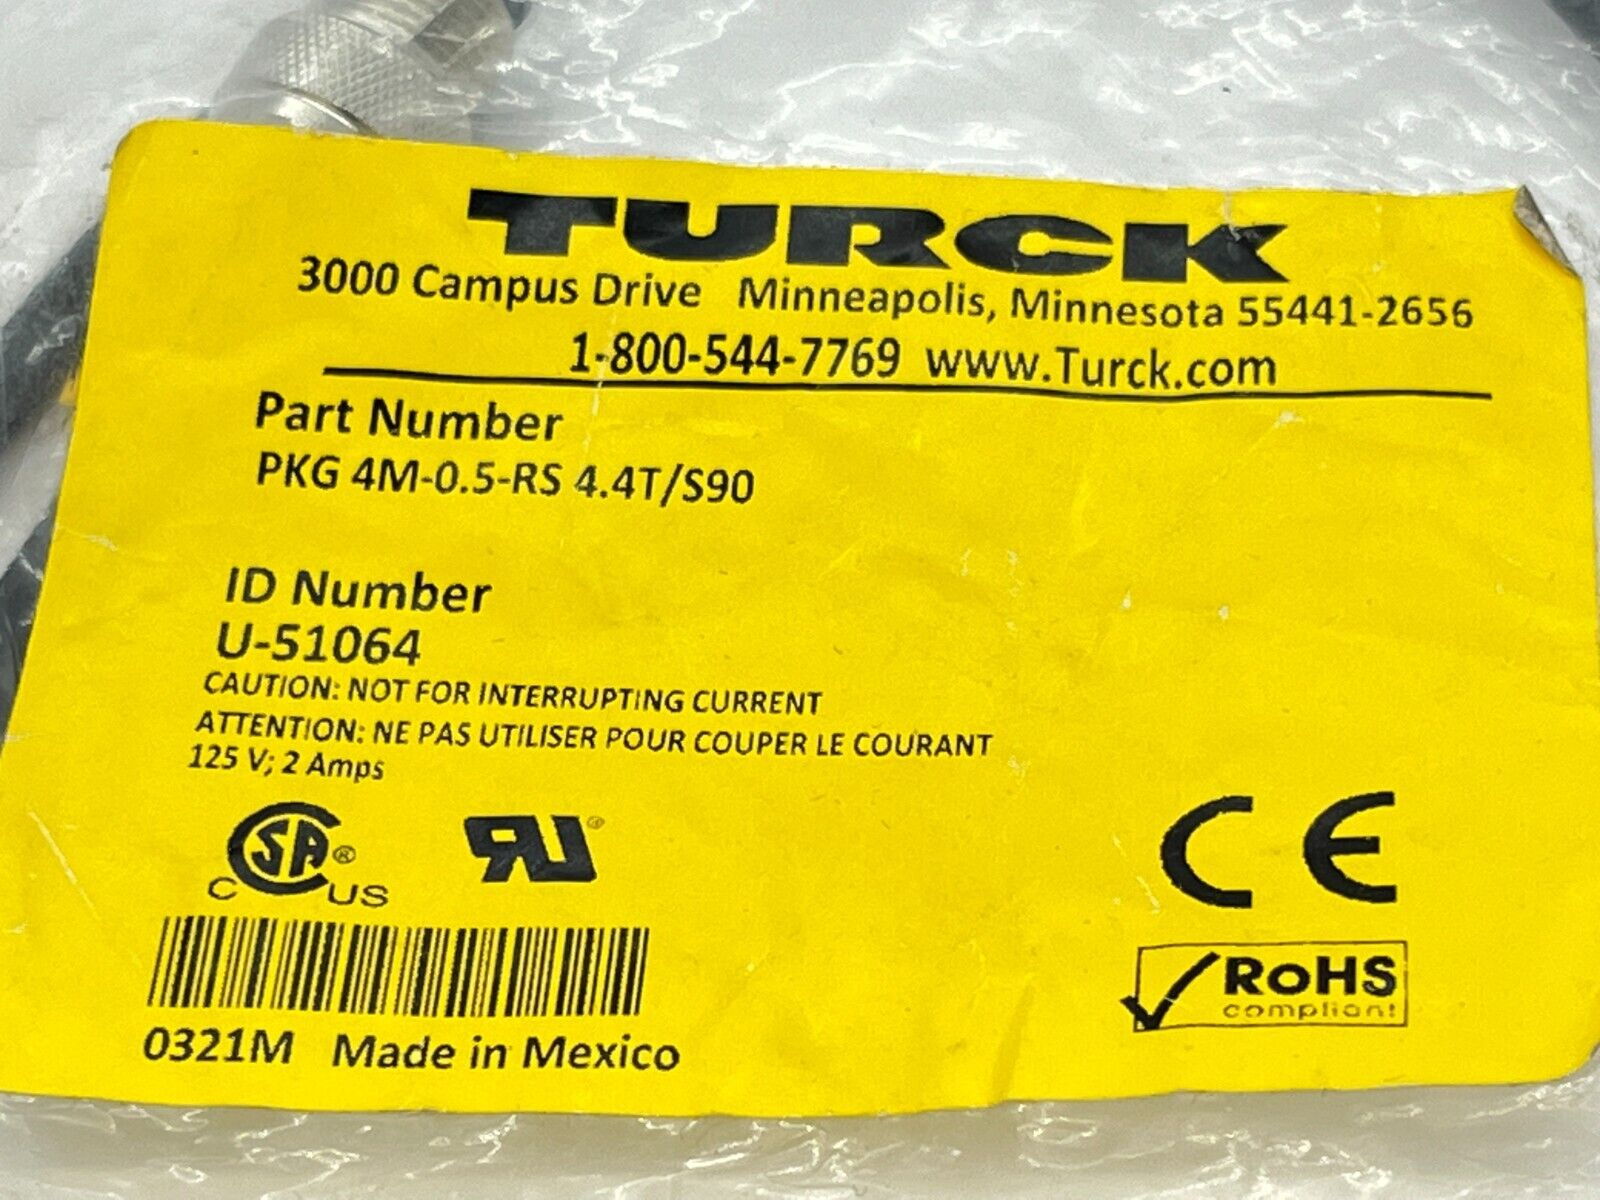 TURCK
3000 Campus Drive Minneapolis, Minnesota 55441-2656
1-800-544-7769 www.Turck.com
Part Number
PKG 4M-0.5-RS 4.4T/S90
ID Number
U-51064
CAUTION: NOT FOR INTERRUPTING CURRENT
ATTENTION: NE PAS UTILISER POUR COUPER LE COURANT
125 V; 2 Amps
CSA ®
C US
RU ®
CE
RoHS
compliant
0321M Made in Mexico